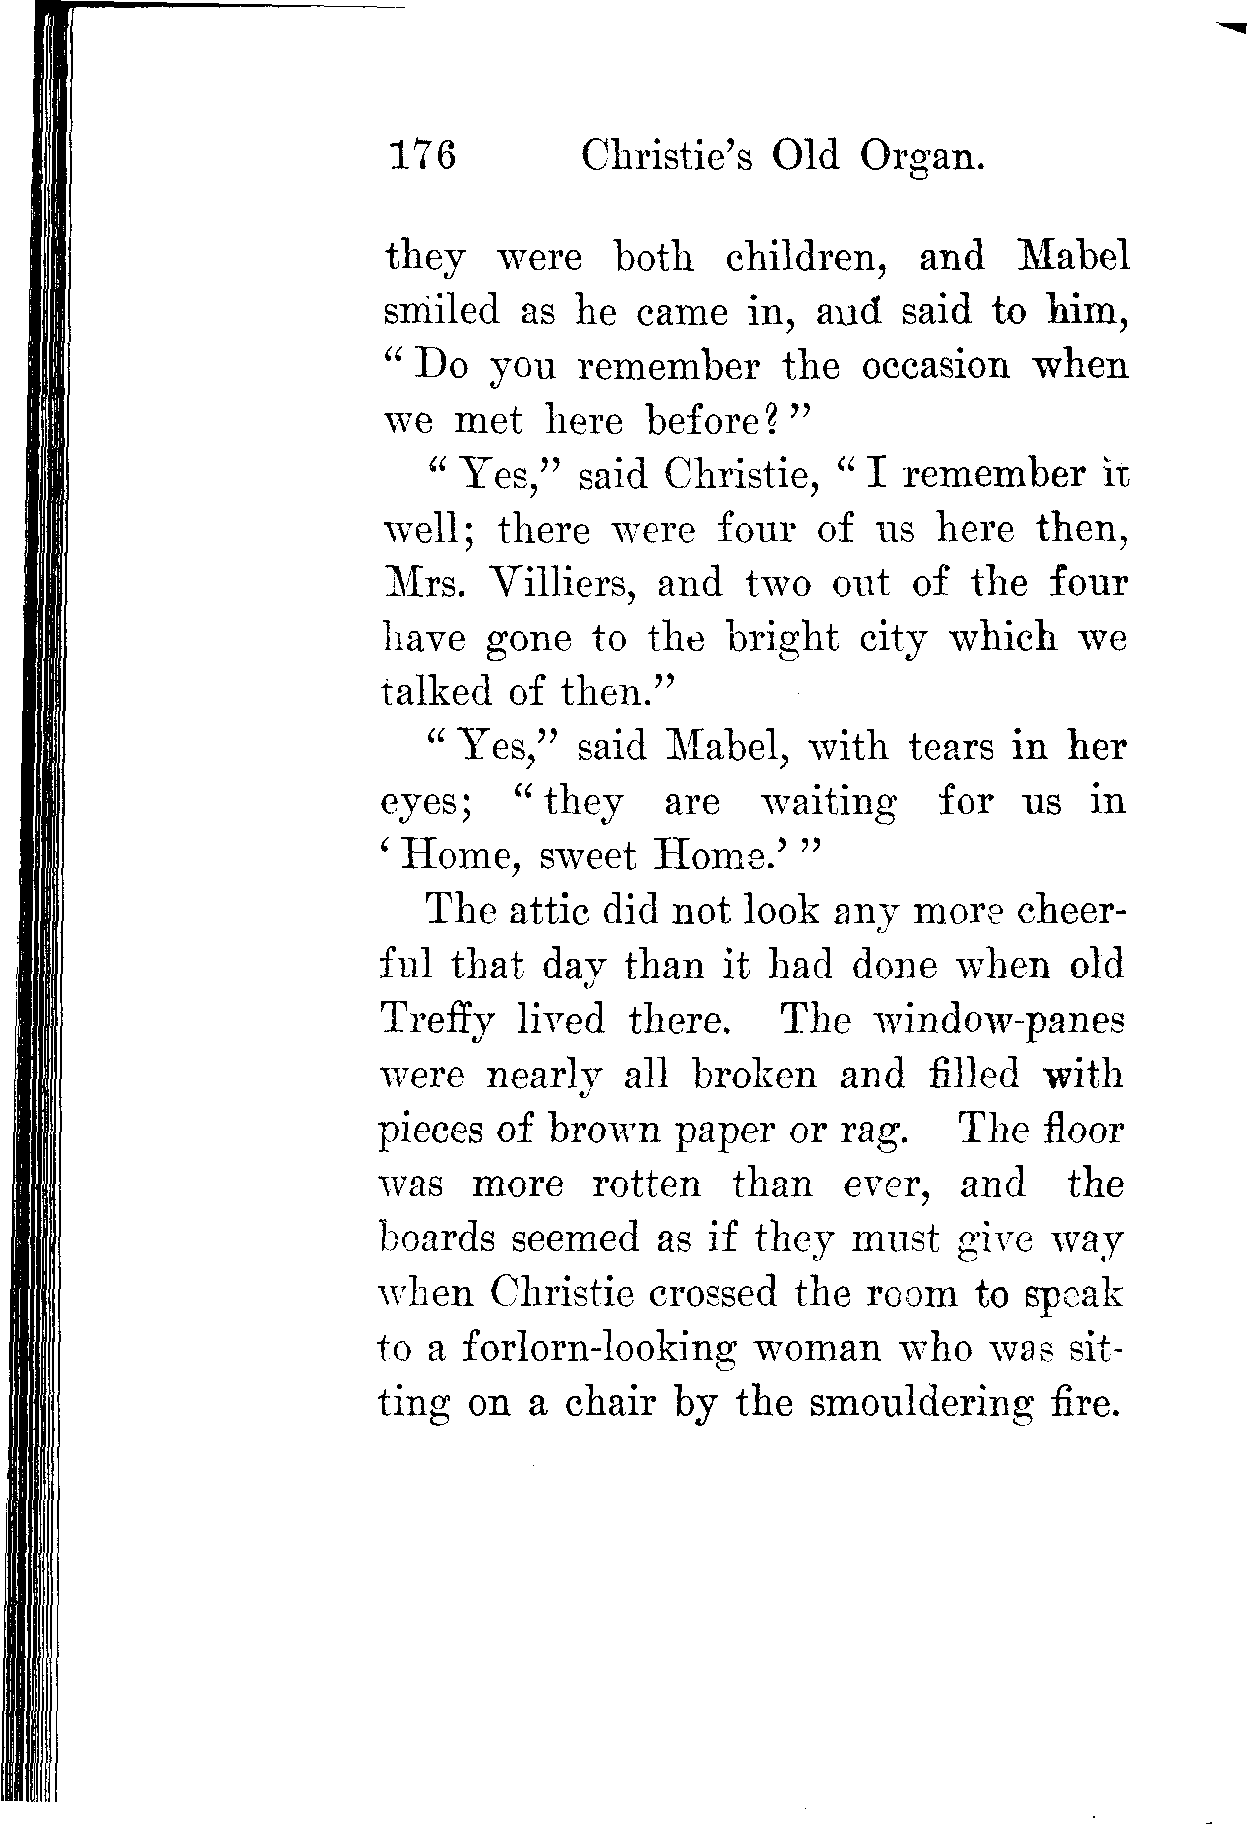 176 Christie's Old Organ.
they were both children, and Mabel
smiled as he came in, and said to him,
“ Do you remember the occasion when
we met here before? ”
“ Yes,” said Christie, “ I remember it
well; there were four of us here then,
Mrs. Villiers, and two out of the four
have gone to the bright city which we
talked of then.”
“ Yes,” said Mabel, with tears in her
eyes; “ they are waiting for us in
‘ Home, sweet Home.’ ”
The attic did not look any more cheer-
ful that day than it had done when old
Treffy lived there. The window-panes
were nearly all broken and filled with
pieces of brown paper or rag. The floor
was more rotten than ever, and the
boards seemed as if they must give way
when Christie crossed the room to speak
to a forlorn-looking woman who was sit-
ting on a chair by the smouldering fire.